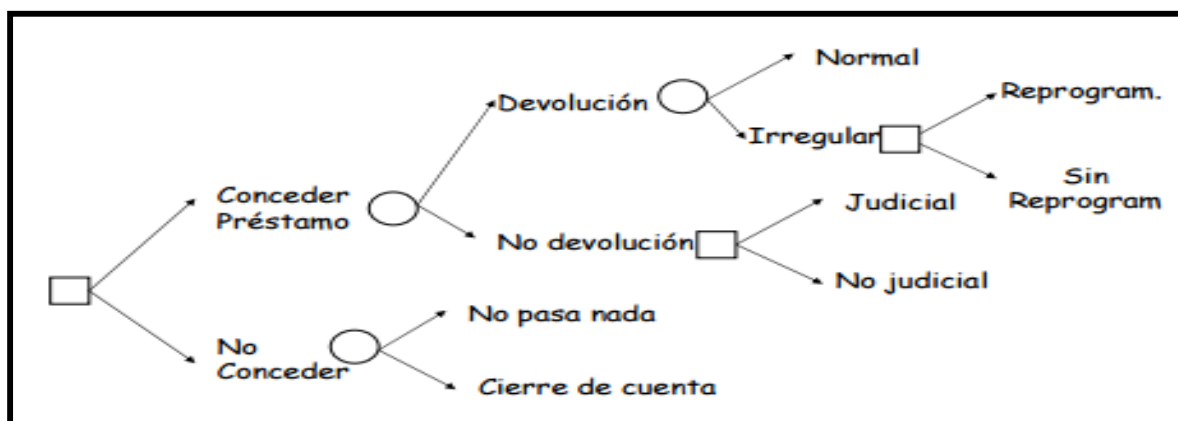 Normal
Devolución
Reprogram.
Irregular
Sin
Reprogram
Conceder
Préstamo
Judicial
No devolución
No judicial
No pasa nada
No
Conceder
Cierre de cuenta